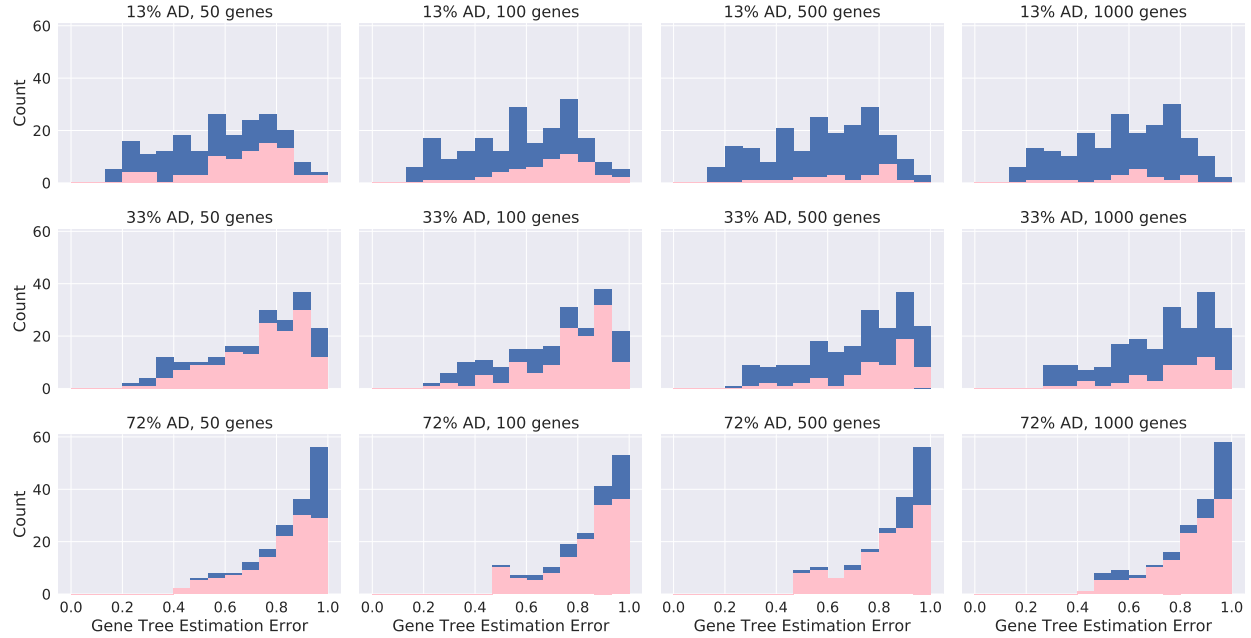 13% AD, 50 genes
13% AD, 100 genes
13% AD, 500 genes
13% AD, 1000 genes
60
40
20
0
Count
33% AD, 50 genes
33% AD, 100 genes
33% AD, 500 genes
33% AD, 1000 genes
60
40
20
0
Count
72% AD, 50 genes
72% AD, 100 genes
72% AD, 500 genes
72% AD, 1000 genes
60
40
20
0
Count
0.0 0.2 0.4 0.6 0.8 1.0
0.0 0.2 0.4 0.6 0.8 1.0
0.0 0.2 0.4 0.6 0.8 1.0
0.0 0.2 0.4 0.6 0.8 1.0
Gene Tree Estimation Error
Gene Tree Estimation Error
Gene Tree Estimation Error
Gene Tree Estimation Error